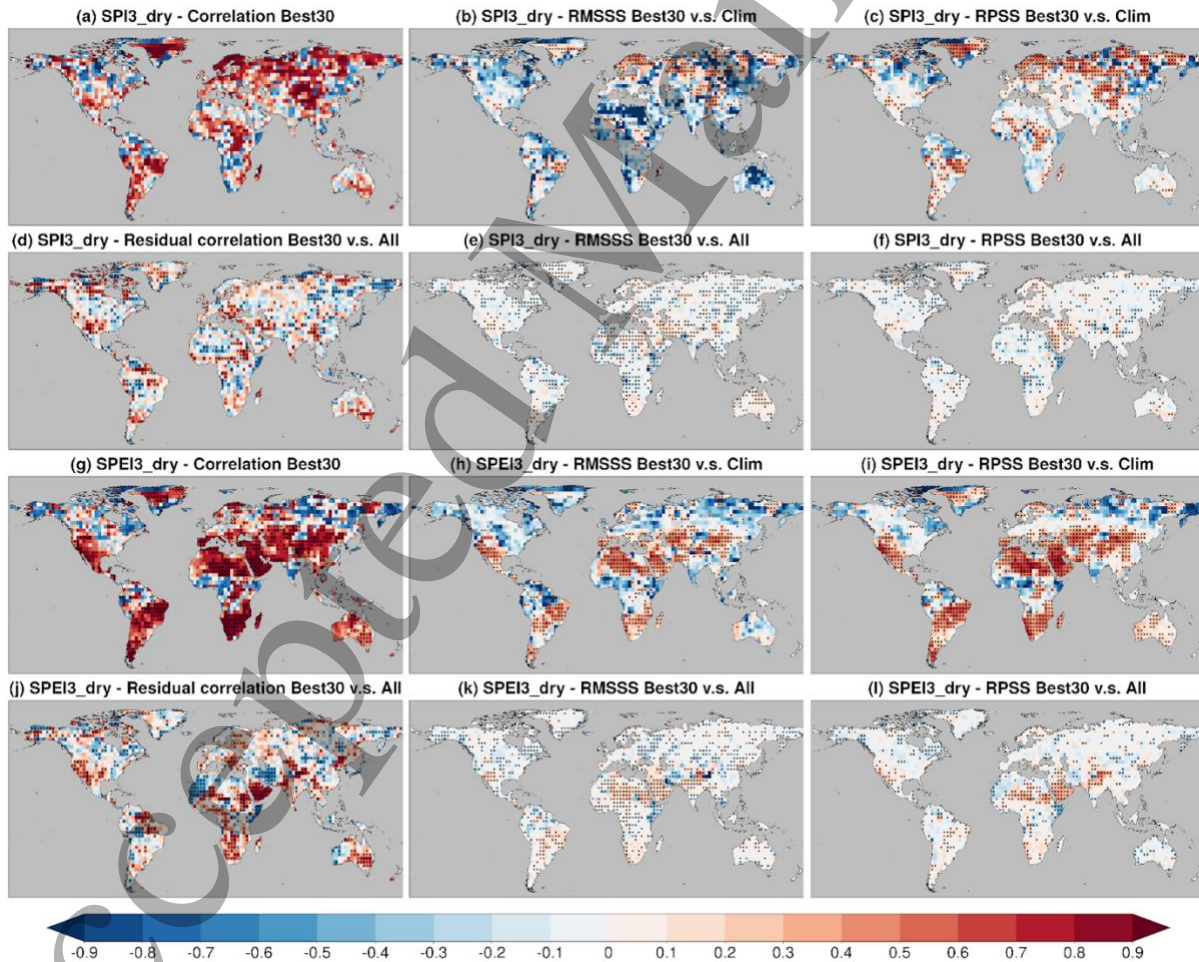 (a) SPI3_dry - Correlation Best30
(b) SPI3_dry - RMSSS Best30 v.s. Clim
(c) SPI3_dry - RPSS Best30 v.s. Clim
(d) SPI3_dry - Residual correlation Best30 v.s. All
(e) SPI3_dry - RMSSS Best30 v.s. All
(f) SPI3_dry - RPSS Best30 v.s. All
(g) SPEI3_dry - Correlation Best30
(h) SPEI3_dry - RMSSS Best30 v.s. Clim
(i) SPEI3_dry - RPSS Best30 v.s. Clim
(j) SPEI3_dry - Residual correlation Best30 v.s. All
(k) SPEI3_dry - RMSSS Best30 v.s. All
(l) SPEI3_dry - RPSS Best30 v.s. All
-0.9 -0.8 -0.7 -0.6 -0.5 -0.4 -0.3 -0.2 -0.1 0 0.1 0.2 0.3 0.4 0.5 0.6 0.7 0.8 0.9
ccepted Ma